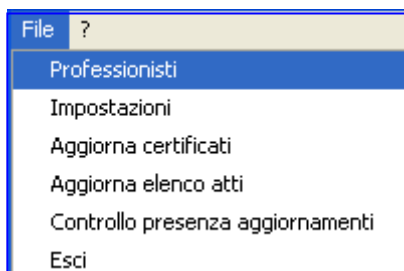 File ?
Professionisti
Impostazioni
Aggiorna certificati
Aggiorna elenco atti
Controllo presenza aggiornamenti
Esci